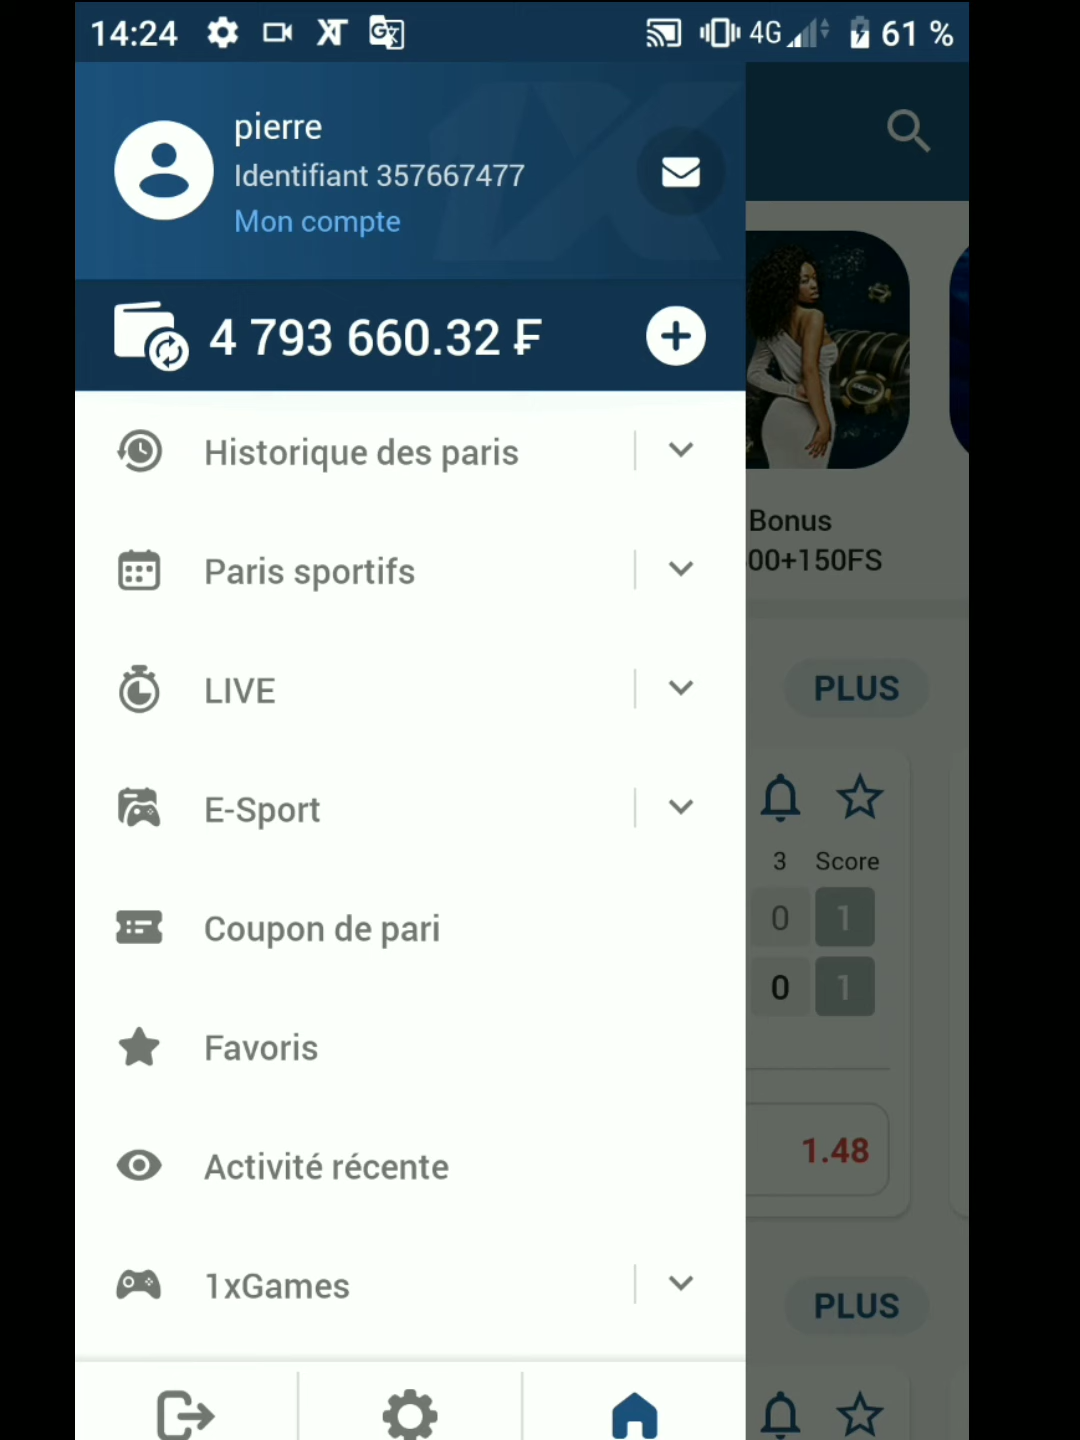 14:24
4G
61 %
pierre
Identifiant 357667477
Mon compte
4 793 660.32 ₣
Historique des paris
Paris sportifs
LIVE
E-Sport
Coupon de pari
Favoris
Activité récente
1xGames
Bonus
00+150FS
PLUS
3 Score
0 1
0 1
1.48
PLUS